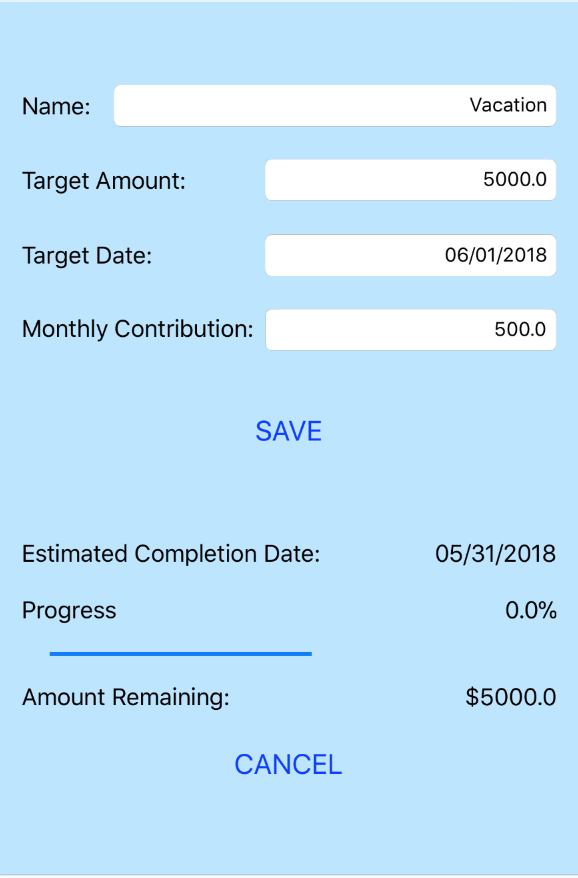 Name: Vacation
Target Amount: 5000.0
Target Date: 06/01/2018
Monthly Contribution: 500.0
SAVE
Estimated Completion Date: 05/31/2018
Progress 0.0%
Amount Remaining: $5000.0
CANCEL